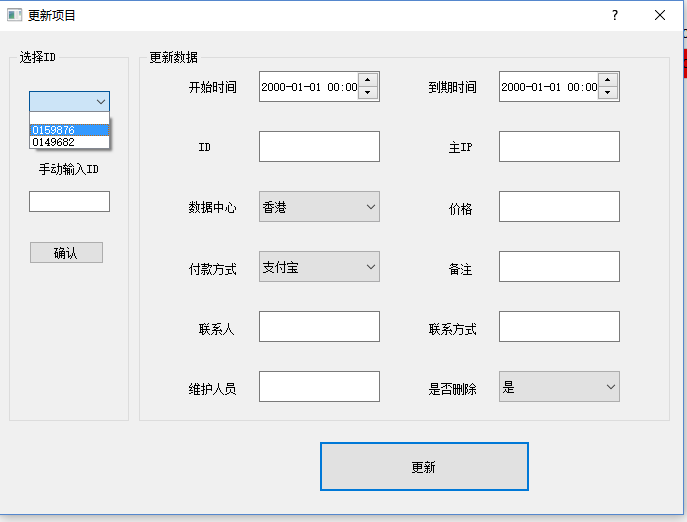 更新项目
选择ID
0159876
0149682
手动输入ID
确认
更新数据
开始时间 2000-01-01 00:00 到期时间 2000-01-01 00:00
ID 主IP
数据中心 香港 价格
付款方式 支付宝 备注
联系人 联系方式
维护人员 是否删除 是
更新